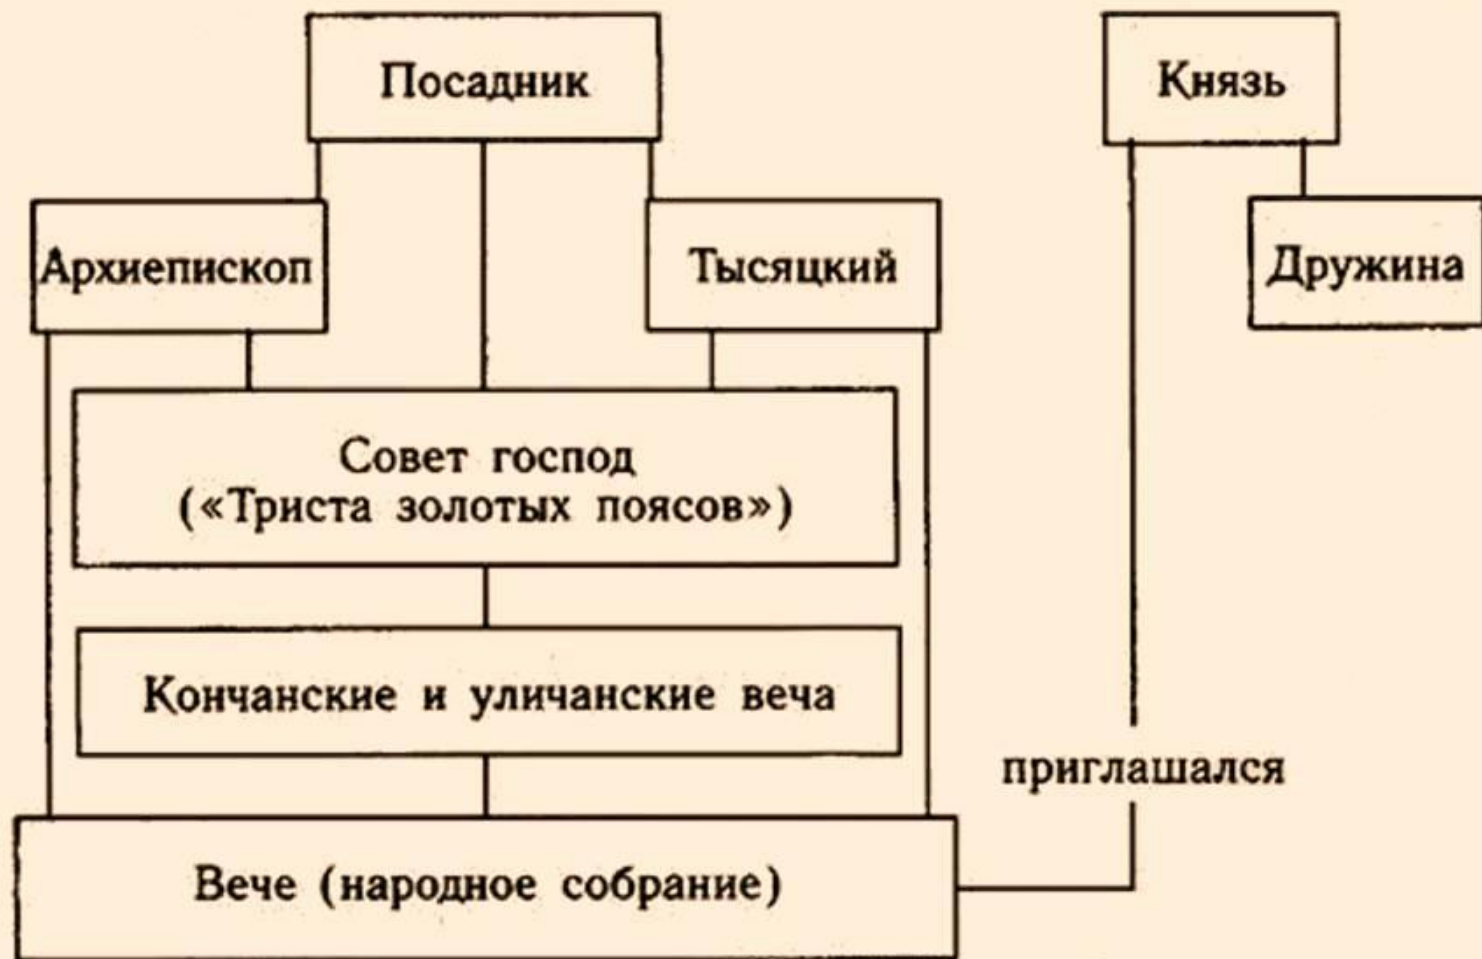 Посадник
Князь
Архиепископ
Тысяцкий
Дружина
Совет господ
(«Триста золотых поясов»)
Кончанские и уличанские веча
приглашался
Вече (народное собрание)